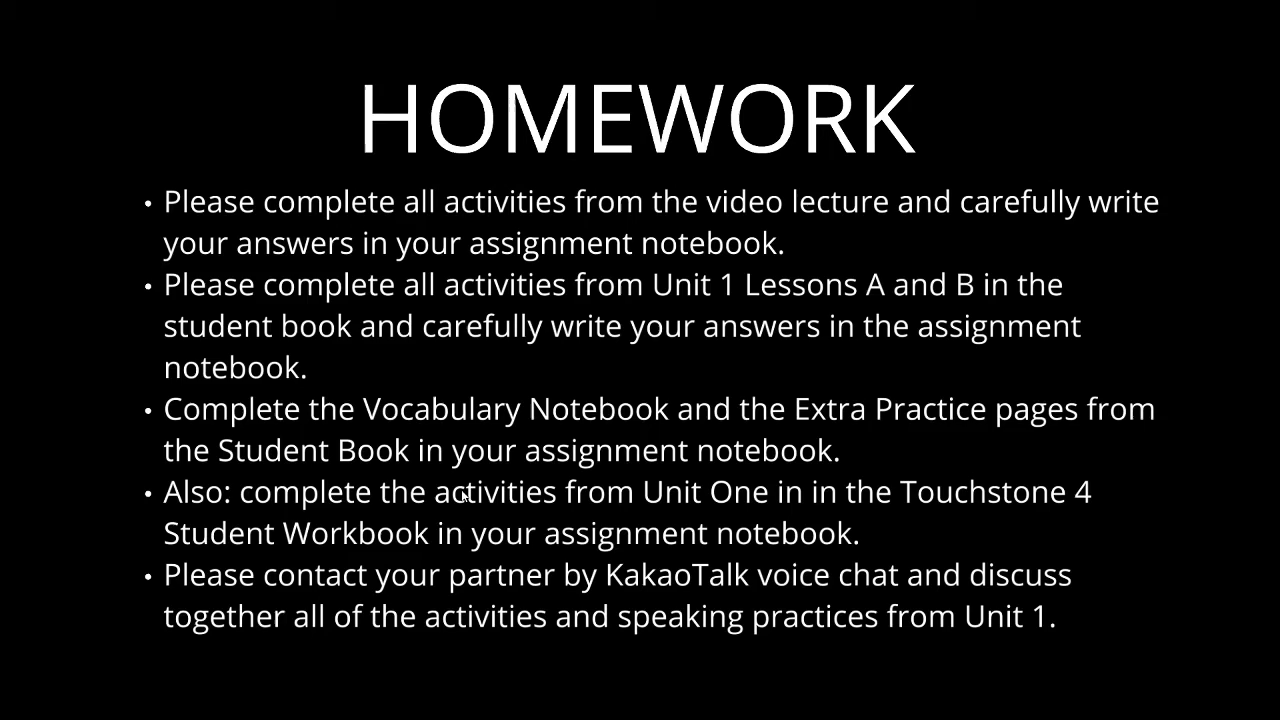 HOMEWORK
• Please complete all activities from the video lecture and carefully write
your answers in your assignment notebook.
• Please complete all activities from Unit 1 Lessons A and B in the
student book and carefully write your answers in the assignment
notebook.
• Complete the Vocabulary Notebook and the Extra Practice pages from
the Student Book in your assignment notebook.
• Also: complete the activities from Unit One in in the Touchstone 4
Student Workbook in your assignment notebook.
• Please contact your partner by KakaoTalk voice chat and discuss
together all of the activities and speaking practices from Unit 1.